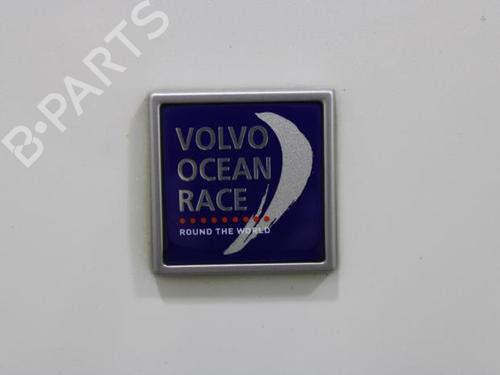 B-PARTS
VOLVO
OCEAN
RACE
ROUND THE WORLD